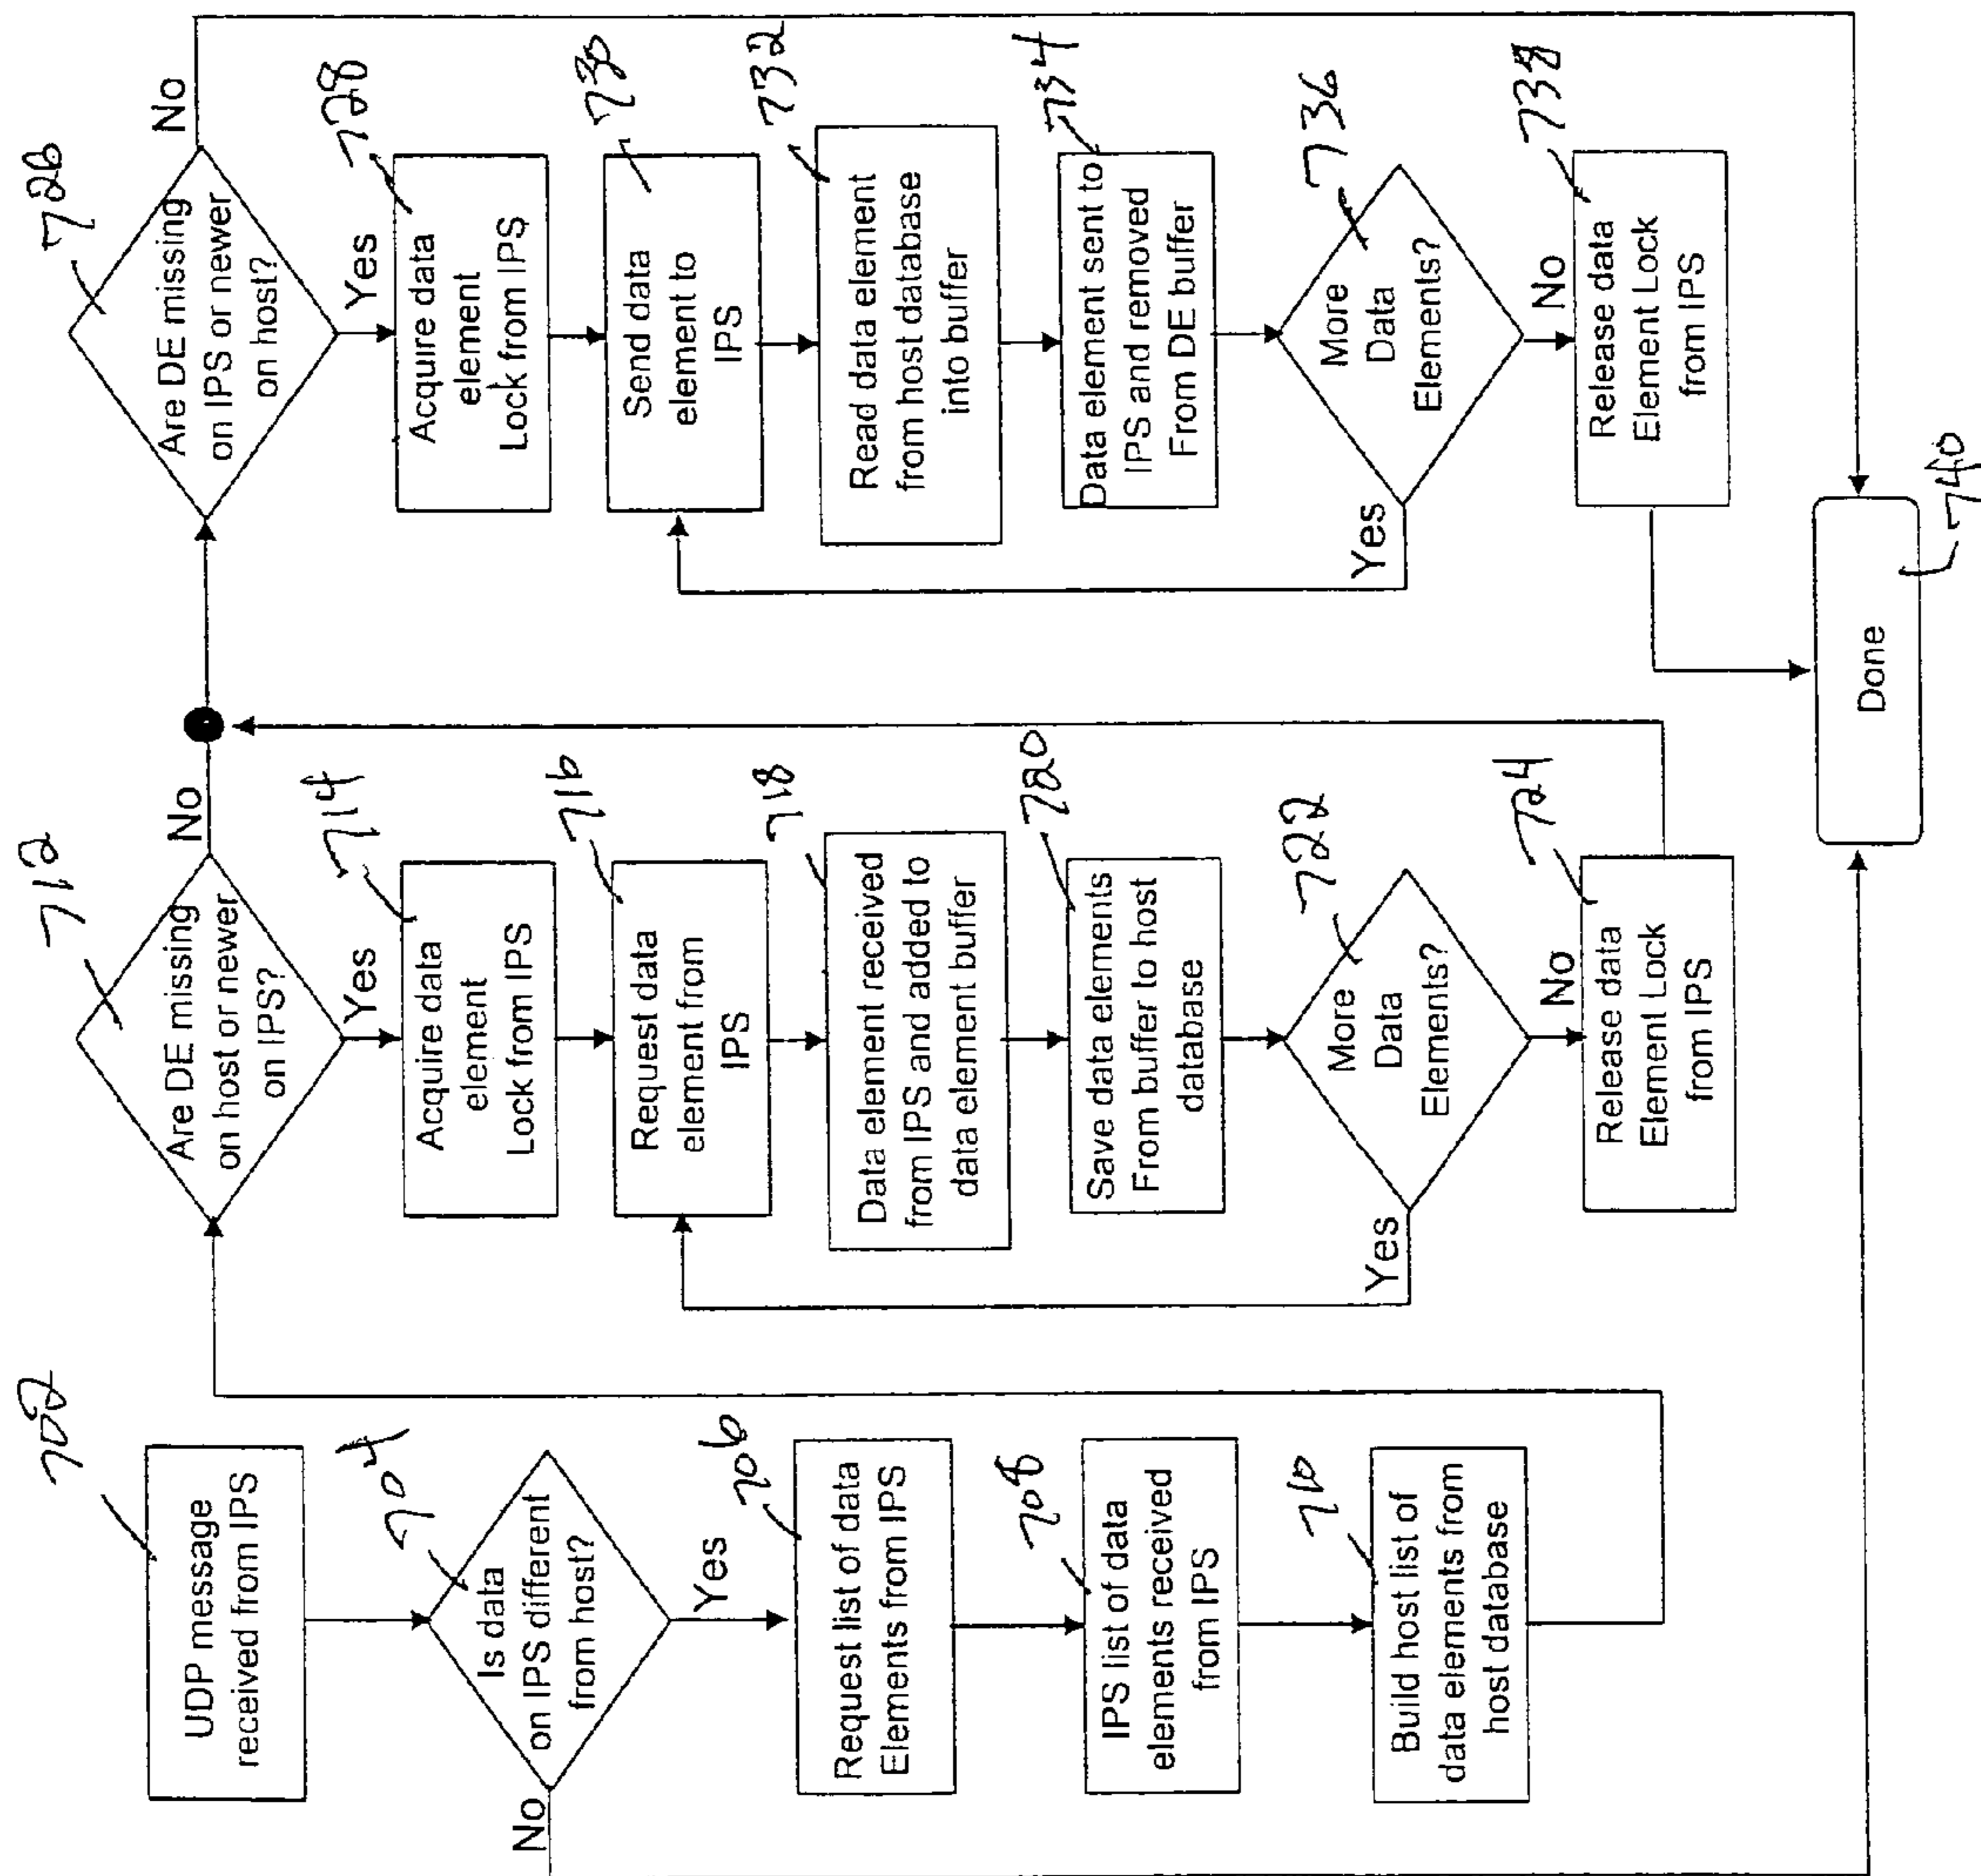 702
UDP message
received from IPS
704
Is data
on IPS different
from host?
No
Yes
706
Request list of data
Elements from IPS
708
IPS list of data
elements received
from IPS
710
Build host list of
data elements from
host database
712
Are DE missing
on host or newer
on IPS?
No
Yes
714
Acquire data
element
Lock from IPS
716
Request data
element from
IPS
718
Data element received
from IPS and added to
data element buffer
720
Save data elements
From buffer to host
database
722
More
Data
Elements?
Yes
No
724
Release data
Element Lock
from IPS
726
Are DE missing
on IPS or newer
on host?
No
Yes
728
Acquire data
element
Lock from IPS
730
Send data
element to
IPS
732
Read data element
from host database
into buffer
734
Data element sent to
IPS and removed
From DE buffer
736
More
Data
Elements?
Yes
No
738
Release data
Element Lock
from IPS
Done
740